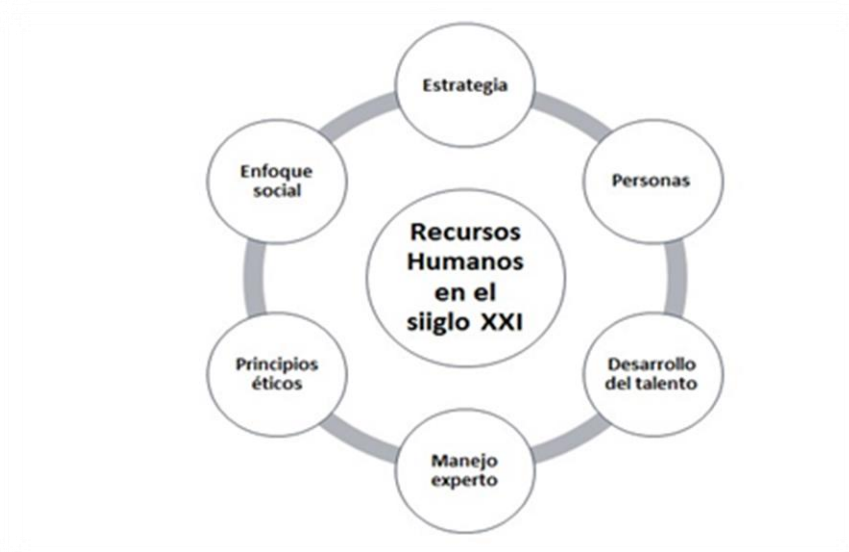 Estrategia
Personas
Desarrollo
del talento
Manejo
experto
Principios
éticos
Enfoque
social
Recursos
Humanos
en el
siiglo XXI